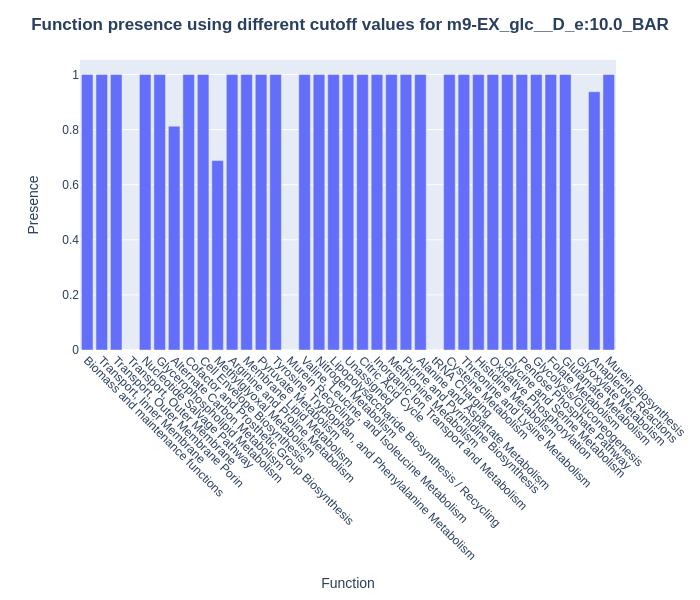 Function presence using different cutoff values for m9-EX_glc__D_e:10.0_BAR
Presence
1
0.8
0.6
0.4
0.2
0
Biomass and maintenance functions
Transport, Inner Membrane
Transport, Outer Membrane
Transport, Outer Membrane Porin
Nucleotide Salvage Pathway
Glycerophospholipid Metabolism
Alternate Carbon Metabolism
Cofactor and Prosthetic Group Biosynthesis
Cell Envelope Biosynthesis
Methylglyoxal Metabolism
Arginine and Proline Metabolism
Membrane Lipid Metabolism
Pyruvate Metabolism
Tyrosine, Tryptophan, and Phenylalanine Metabolism
Murein Recycling
Valine, Leucine, and Isoleucine Metabolism
Nitrogen Metabolism
Lipopolysaccharide Biosynthesis / Recycling
Unassigned
Citric Acid Cycle
Inorganic Ion Transport and Metabolism
Methionine Metabolism
Purine and Pyrimidine Biosynthesis
Alanine and Aspartate Metabolism
tRNA Charging
Cysteine Metabolism
Threonine and Lysine Metabolism
Histidine Metabolism
Oxidative Phosphorylation
Glycine and Serine Metabolism
Pentose Phosphate Pathway
Glycolysis/Gluconeogenesis
Folate Metabolism
Glutamate Metabolism
Glyoxylate Metabolism
Anaplerotic Reactions
Murein Biosynthesis
Function